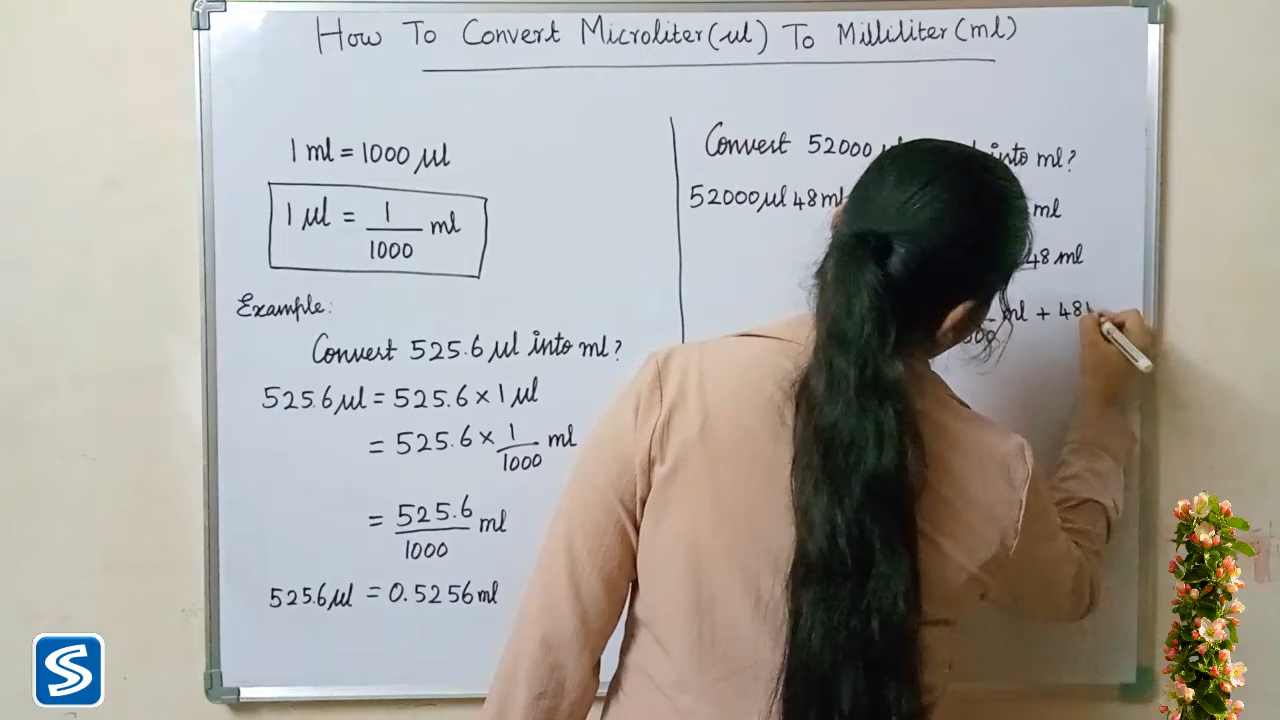 How To Convert Microliter(µl) To Milliliter(ml)
1 ml = 1000 µl
1 µl = 1/1000 ml
Example:
Convert 525.6 µl into ml?
525.6 µl = 525.6 × 1 µl
= 525.6 × 1/1000 ml
= 525.6/1000 ml
525.6 µl = 0.5256 ml
Convert 52000 into ml?
52000 µl 48 ml ml
48 ml
ml + 48
S